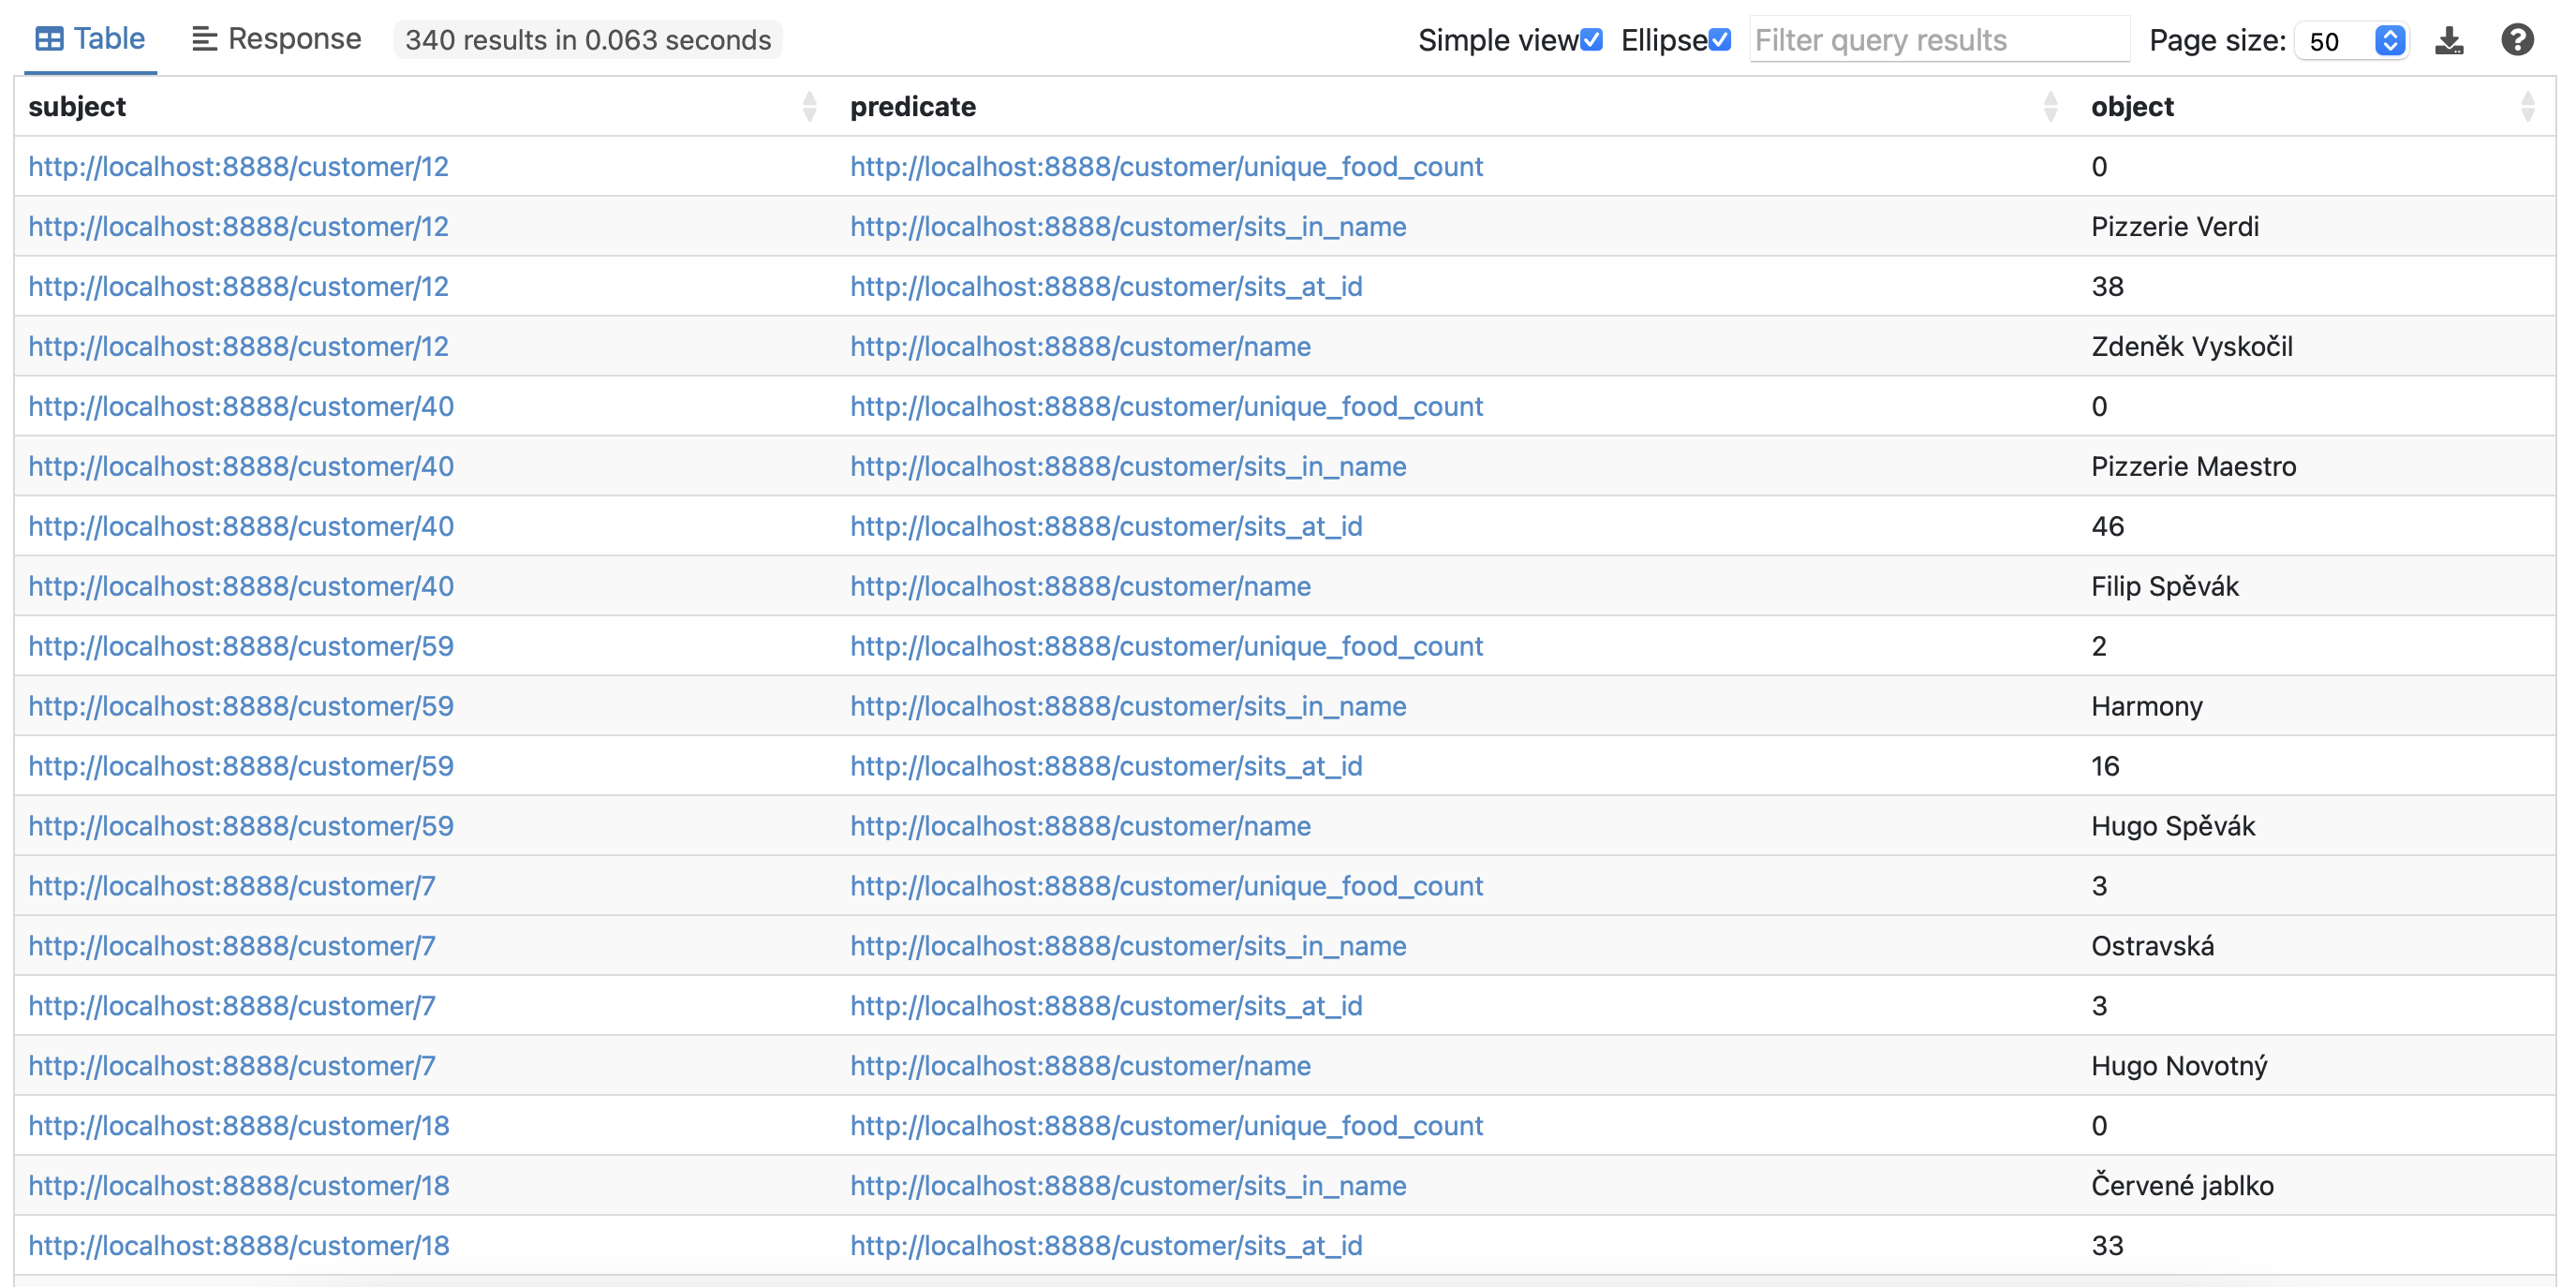 Table Response 340 results in 0.063 seconds Simple view Ellipse Filter query results Page size: 50
subject predicate object
http://localhost:8888/customer/12 http://localhost:8888/customer/unique_food_count 0
http://localhost:8888/customer/12 http://localhost:8888/customer/sits_in_name Pizzerie Verdi
http://localhost:8888/customer/12 http://localhost:8888/customer/sits_at_id 38
http://localhost:8888/customer/12 http://localhost:8888/customer/name Zdeněk Vyskočil
http://localhost:8888/customer/40 http://localhost:8888/customer/unique_food_count 0
http://localhost:8888/customer/40 http://localhost:8888/customer/sits_in_name Pizzerie Maestro
http://localhost:8888/customer/40 http://localhost:8888/customer/sits_at_id 46
http://localhost:8888/customer/40 http://localhost:8888/customer/name Filip Spěvák
http://localhost:8888/customer/59 http://localhost:8888/customer/unique_food_count 2
http://localhost:8888/customer/59 http://localhost:8888/customer/sits_in_name Harmony
http://localhost:8888/customer/59 http://localhost:8888/customer/sits_at_id 16
http://localhost:8888/customer/59 http://localhost:8888/customer/name Hugo Spěvák
http://localhost:8888/customer/7 http://localhost:8888/customer/unique_food_count 3
http://localhost:8888/customer/7 http://localhost:8888/customer/sits_in_name Ostravská
http://localhost:8888/customer/7 http://localhost:8888/customer/sits_at_id 3
http://localhost:8888/customer/7 http://localhost:8888/customer/name Hugo Novotný
http://localhost:8888/customer/18 http://localhost:8888/customer/unique_food_count 0
http://localhost:8888/customer/18 http://localhost:8888/customer/sits_in_name Červené jablko
http://localhost:8888/customer/18 http://localhost:8888/customer/sits_at_id 33